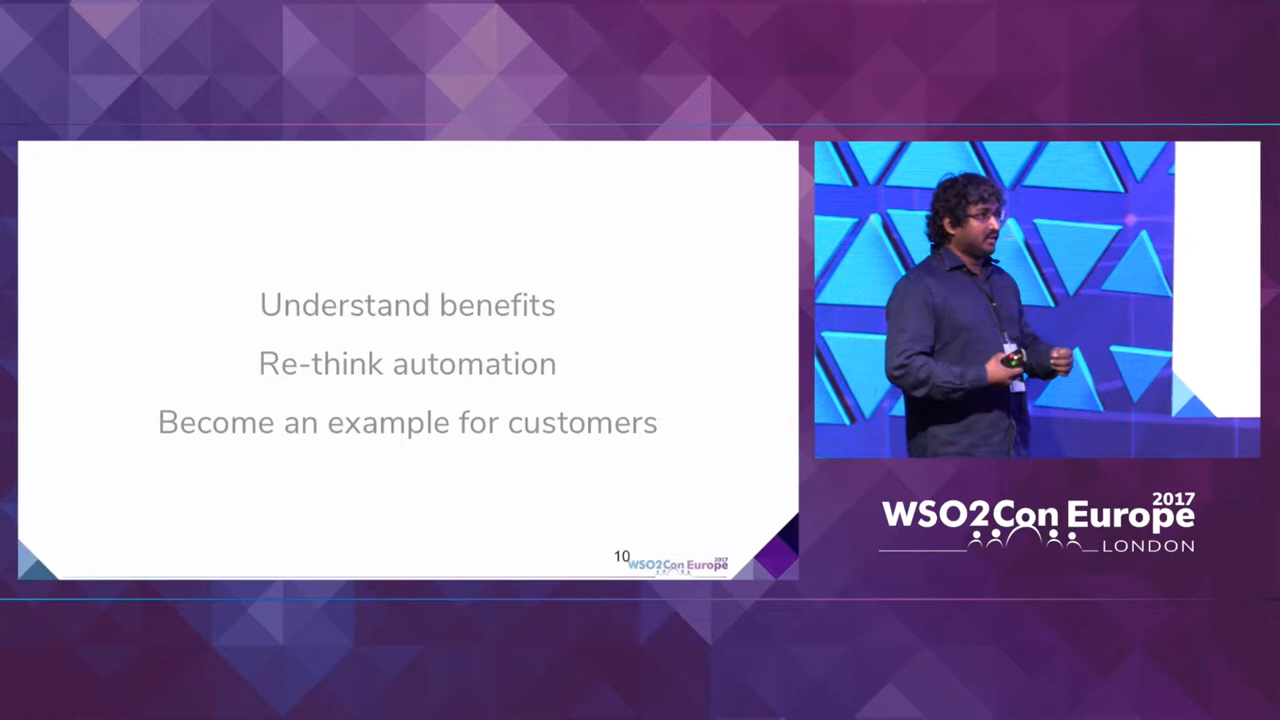 Understand benefits
Re-think automation
Become an example for customers
10
WSO2Con Europe 2017
2017
WSO2Con Europe
LONDON